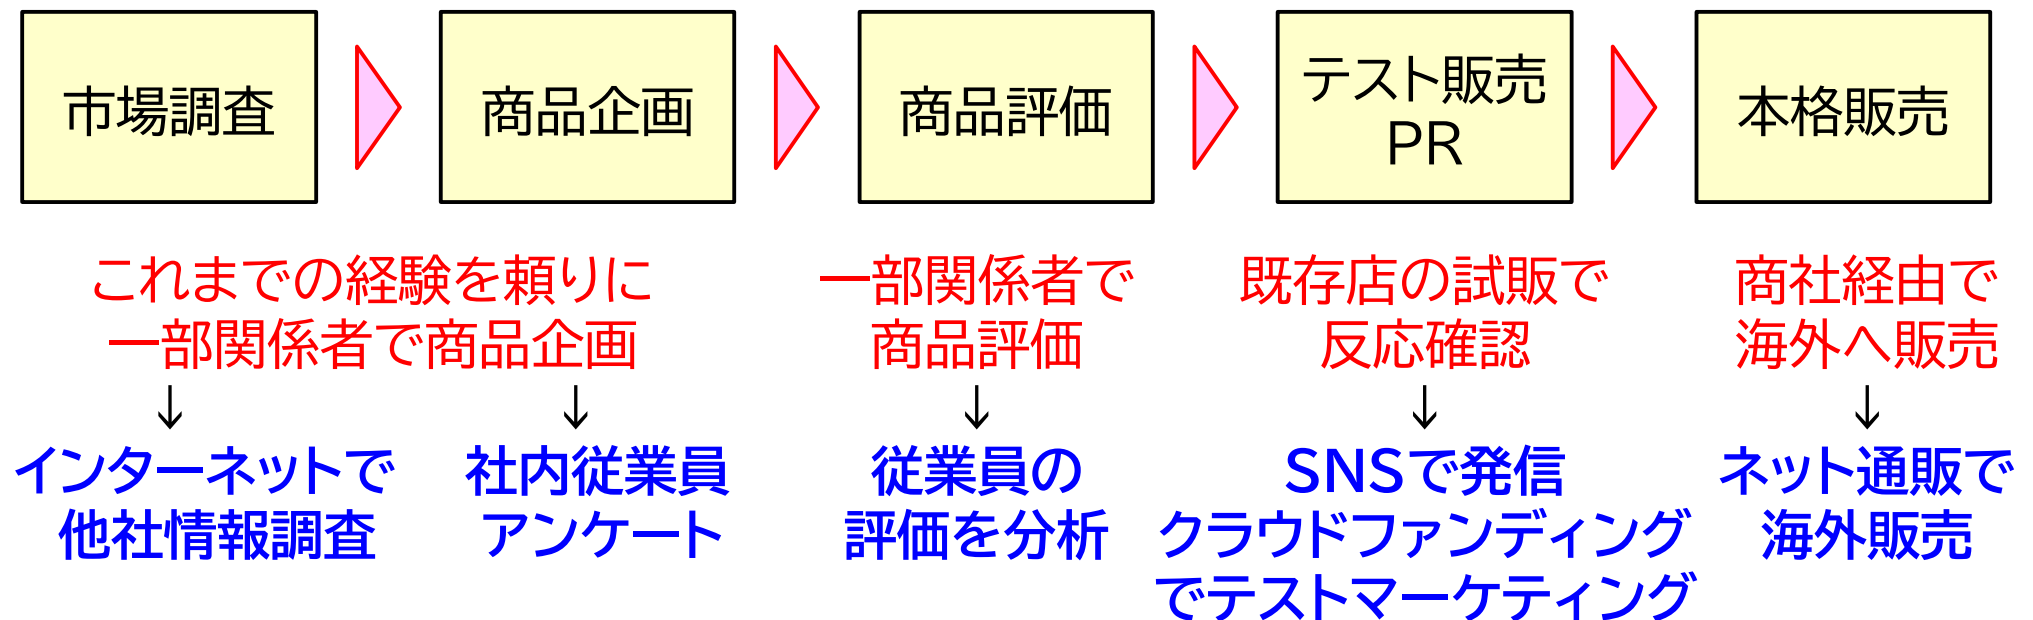 市場調査
商品企画
商品評価
テスト販売
PR
本格販売
これまでの経験を頼りに
一部関係者で商品企画
一部関係者で
商品評価
既存店の試販で
反応確認
商社経由で
海外へ販売
↓
↓
↓
↓
↓
インターネットで
他社情報調査
社内従業員
アンケート
従業員の
評価を分析
SNSで発信
クラウドファンディング
でテストマーケティング
ネット通販で
海外販売